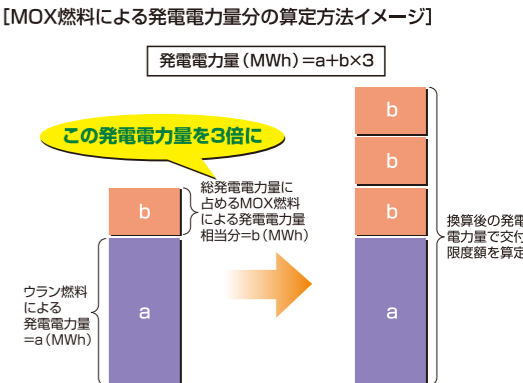 [MOX燃料による発電電力量分の算定方法イメージ]
発電電力量(MWh)=a+b×3
この発電電力量を3倍に
b
b
b
b
総発電電力量に
占めるMOX燃料
による発電電力量
相当分=b(MWh)
換算後の発電
電力量で交付
限度額を算定
ウラン燃料
による
発電電力量
=a(MWh)
a
a